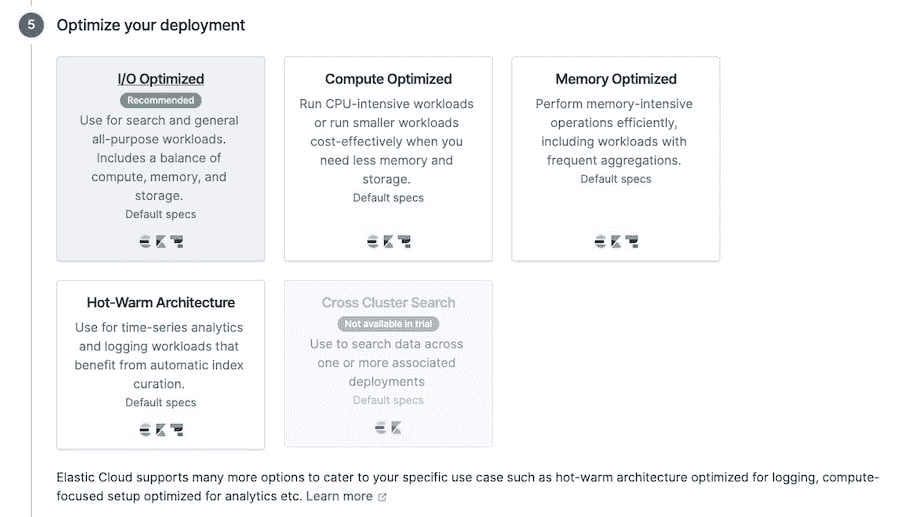 5
Optimize your deployment
I/O Optimized
Recommended
Use for search and general
all-purpose workloads.
Includes a balance of
compute, memory, and
storage.
Default specs
Compute Optimized
Run CPU-intensive workloads
or run smaller workloads
cost-effectively when you
need less memory and
storage.
Default specs
Memory Optimized
Perform memory-intensive
operations efficiently,
including workloads with
frequent aggregations.
Default specs
Hot-Warm Architecture
Use for time-series analytics
and logging workloads that
benefit from automatic index
curation.
Default specs
Cross Cluster Search
Not available in trial
Use to search data across
one or more associated
deployments
Default specs
Elastic Cloud supports many more options to cater to your specific use case such as hot-warm architecture optimized for logging, compute-
focused setup optimized for analytics etc. Learn more